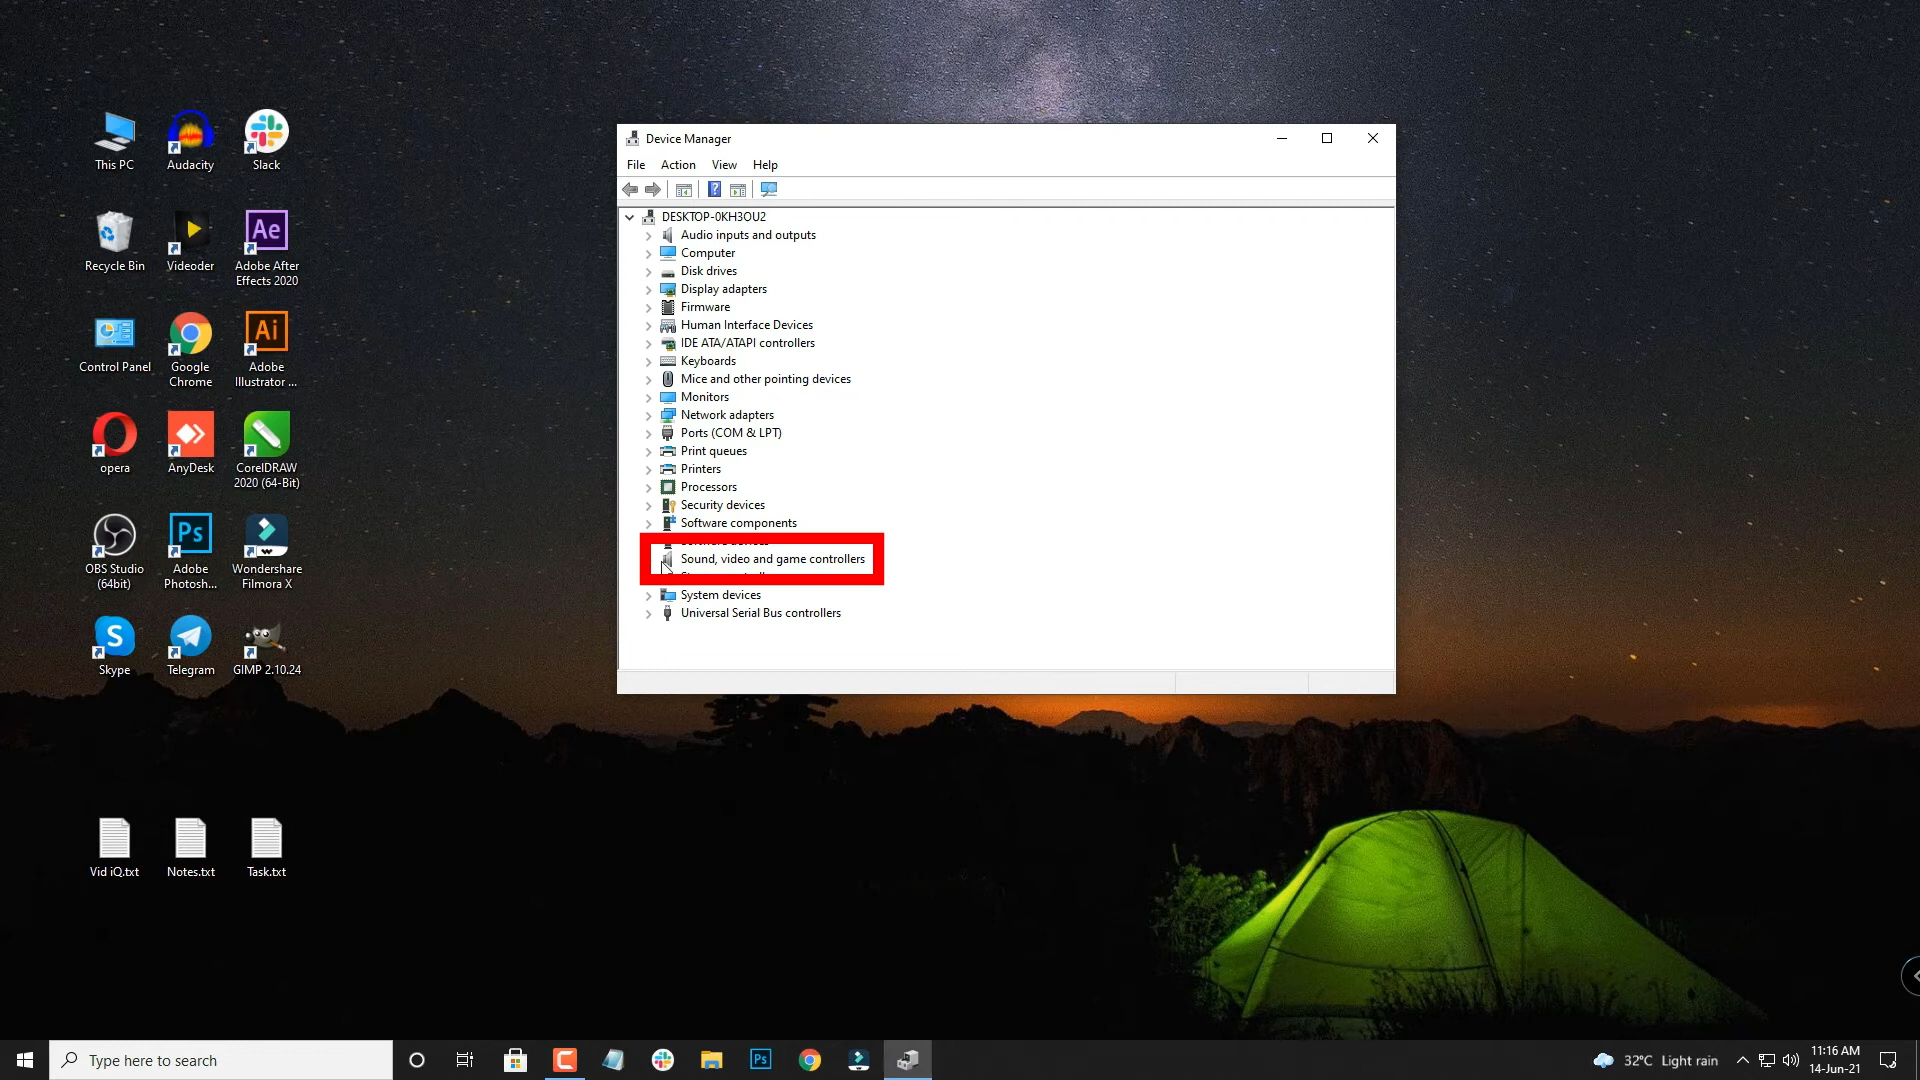 This PC
Audacity
Slack
Recycle Bin
Videoder
Ae
Adobe After
Effects 2020
Control Panel
Google
Chrome
Ai
Adobe
Illustrator ...
opera
AnyDesk
CorelDRAW
2020 (64-Bit)
OBS Studio
(64bit)
Ps
Adobe
Photosh...
Wondershare
Filmora X
S
Skype
Telegram
GIMP 2.10.24
Vid iQ.txt
Notes.txt
Task.txt
Device Manager
File Action View Help
DESKTOP-0KH3OU2
Audio inputs and outputs
Computer
Disk drives
Display adapters
Firmware
Human Interface Devices
IDE ATA/ATAPI controllers
Keyboards
Mice and other pointing devices
Monitors
Network adapters
Ports (COM & LPT)
Print queues
Printers
Processors
Security devices
Software components
Sound, video and game controllers
System devices
Universal Serial Bus controllers
Type here to search
Ps
32°C Light rain
11:16 AM
14-Jun-21